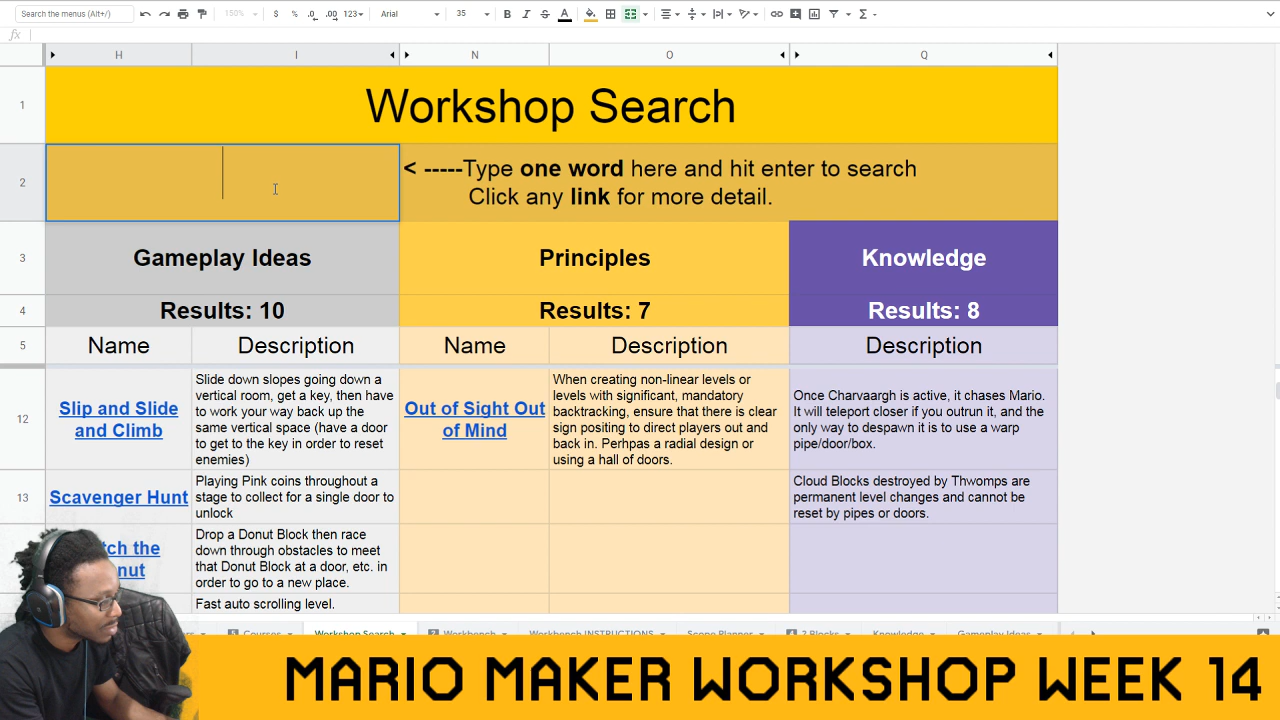 Search the menus (Alt+/)
150%
$ % .0 .00 123
Arial
35
B I S A
fx
H I N O Q
1
Workshop Search
2
< -----Type one word here and hit enter to search
Click any link for more detail.
3
Gameplay Ideas
Principles
Knowledge
4
Results: 10
Results: 7
Results: 8
5
Name
Description
Name
Description
Description
12
Slip and Slide
and Climb
Slide down slopes going down a
vertical room, get a key, then have
to work your way back up the
same vertical space (have a door
to get to the key in order to reset
enemies)
Out of Sight Out
of Mind
When creating non-linear levels or
levels with significant, mandatory
backtracking, ensure that there is clear
sign positing to direct players out and
back in. Perhpas a radial design or
using a hall of doors.
Once Charvaargh is active, it chases Mario.
It will teleport closer if you outrun it, and the
only way to despawn it is to use a warp
pipe/door/box.
13
Scavenger Hunt
Playing Pink coins throughout a
stage to collect for a single door to
unlock
Cloud Blocks destroyed by Thwomps are
permanent level changes and cannot be
reset by pipes or doors.
the
Drop a Donut Block then race
down through obstacles to meet
that Donut Block at a door, etc. in
order to go to a new place.
Fast auto scrolling level.
Courses
Workshop Search
Workbench
Workbench INSTRUCTIONS
Scope Planner
2 Blocks
Knowledge
Gameplay Ideas
MARIO MAKER WORKSHOP WEEK 14